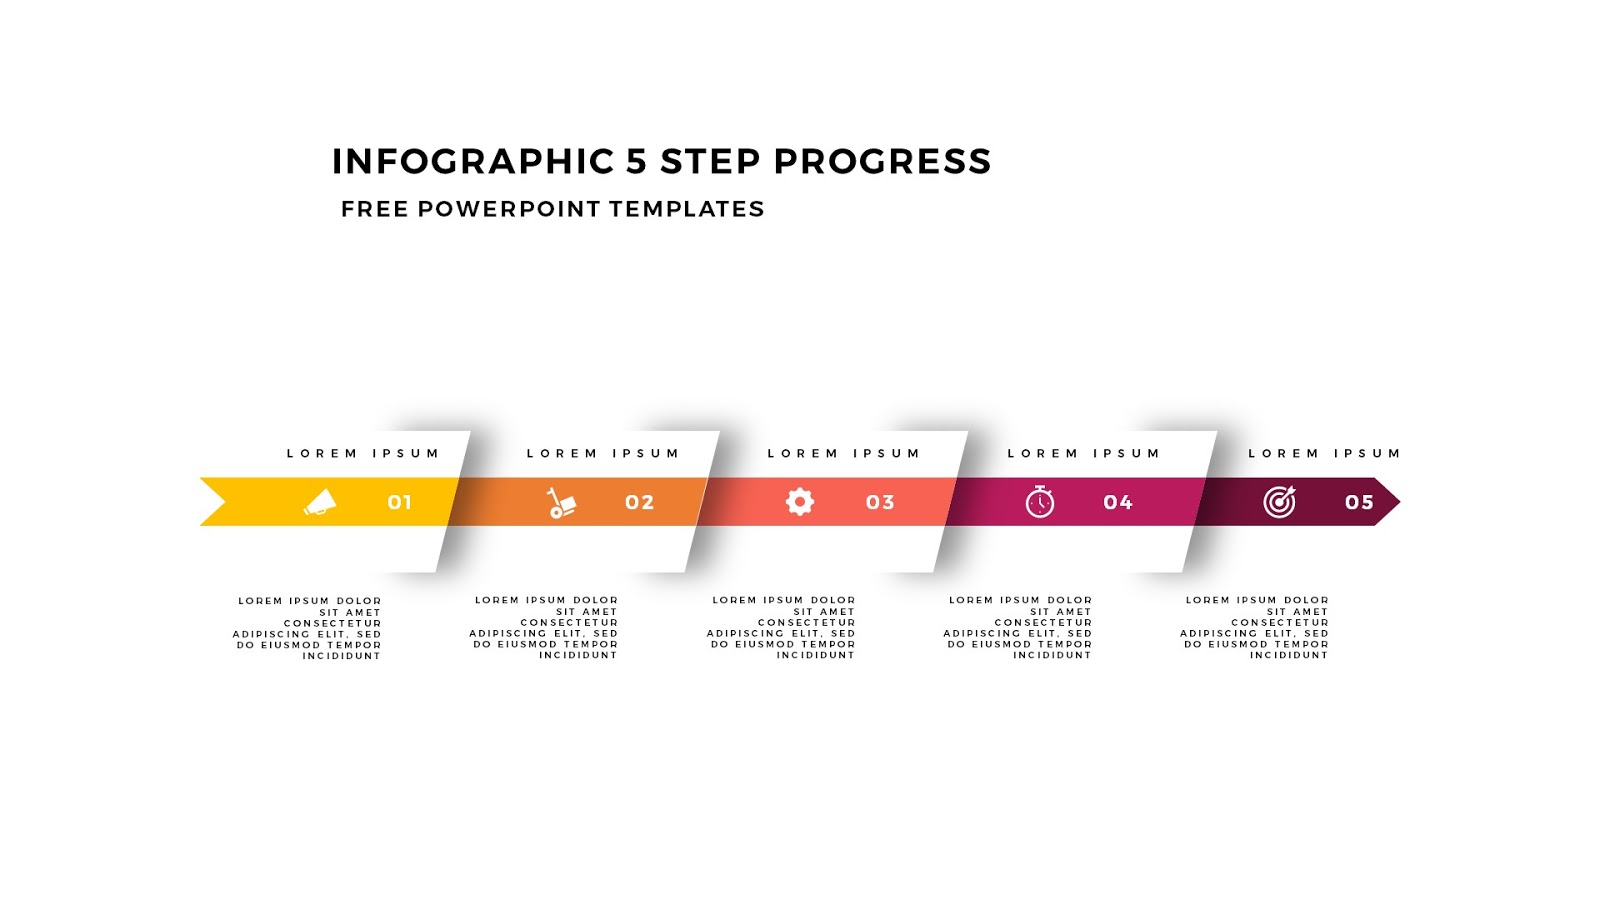 INFOGRAPHIC 5 STEP PROGRESS
FREE POWERPOINT TEMPLATES
LOREM IPSUM
LOREM IPSUM
LOREM IPSUM
LOREM IPSUM
LOREM IPSUM
01
02
03
04
05
LOREM IPSUM DOLOR
SIT AMET
CONSECTETUR
ADIPISCING ELIT, SED
DO EIUSMOD TEMPOR
INCIDIDUNT
LOREM IPSUM DOLOR
SIT AMET
CONSECTETUR
ADIPISCING ELIT, SED
DO EIUSMOD TEMPOR
INCIDIDUNT
LOREM IPSUM DOLOR
SIT AMET
CONSECTETUR
ADIPISCING ELIT, SED
DO EIUSMOD TEMPOR
INCIDIDUNT
LOREM IPSUM DOLOR
SIT AMET
CONSECTETUR
ADIPISCING ELIT, SED
DO EIUSMOD TEMPOR
INCIDIDUNT
LOREM IPSUM DOLOR
SIT AMET
CONSECTETUR
ADIPISCING ELIT, SED
DO EIUSMOD TEMPOR
INCIDIDUNT